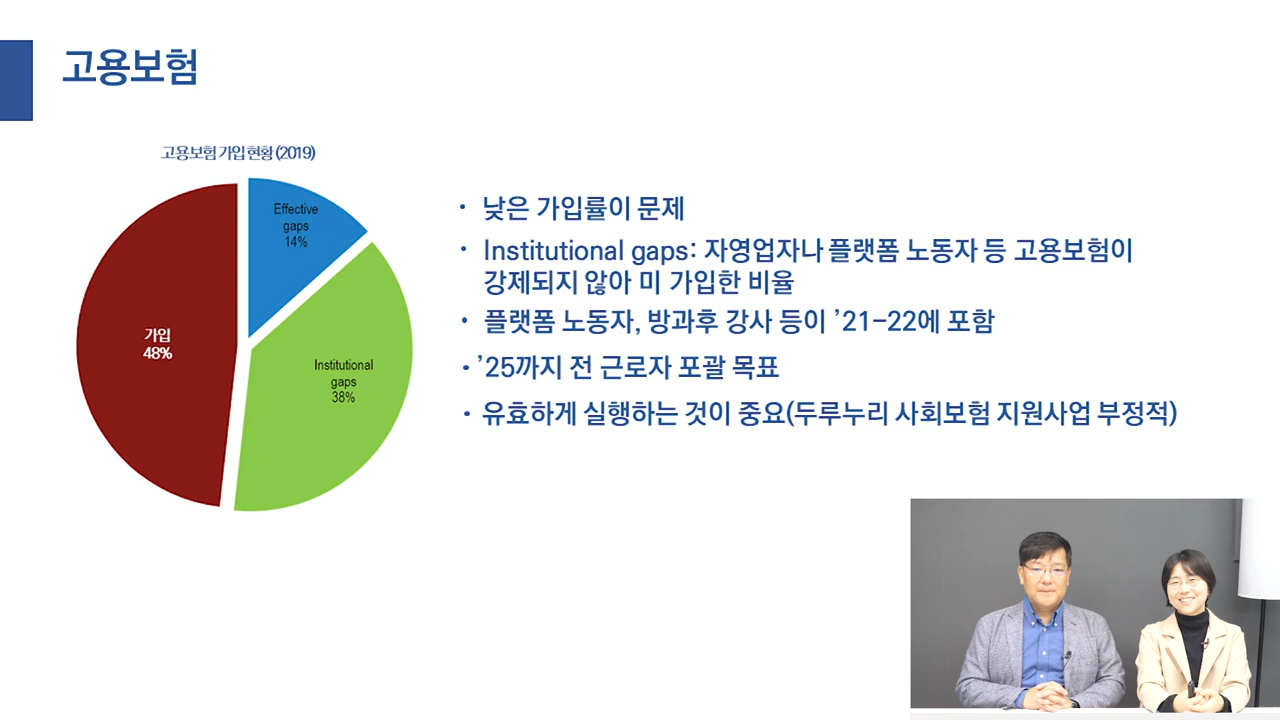 고용보험
고용보험 가입 현황 (2019)
Effective
gaps
14%
가입
48%
Institutional
gaps
38%
• 낮은 가입률이 문제
• Institutional gaps: 자영업자나 플랫폼 노동자 등 고용보험이
강제되지 않아 미 가입한 비율
• 플랫폼 노동자, 방과후 강사 등이 ’21-22에 포함
• ’25까지 전 근로자 포괄 목표
• 유효하게 실행하는 것이 중요(두루누리 사회보험 지원사업 부정적)